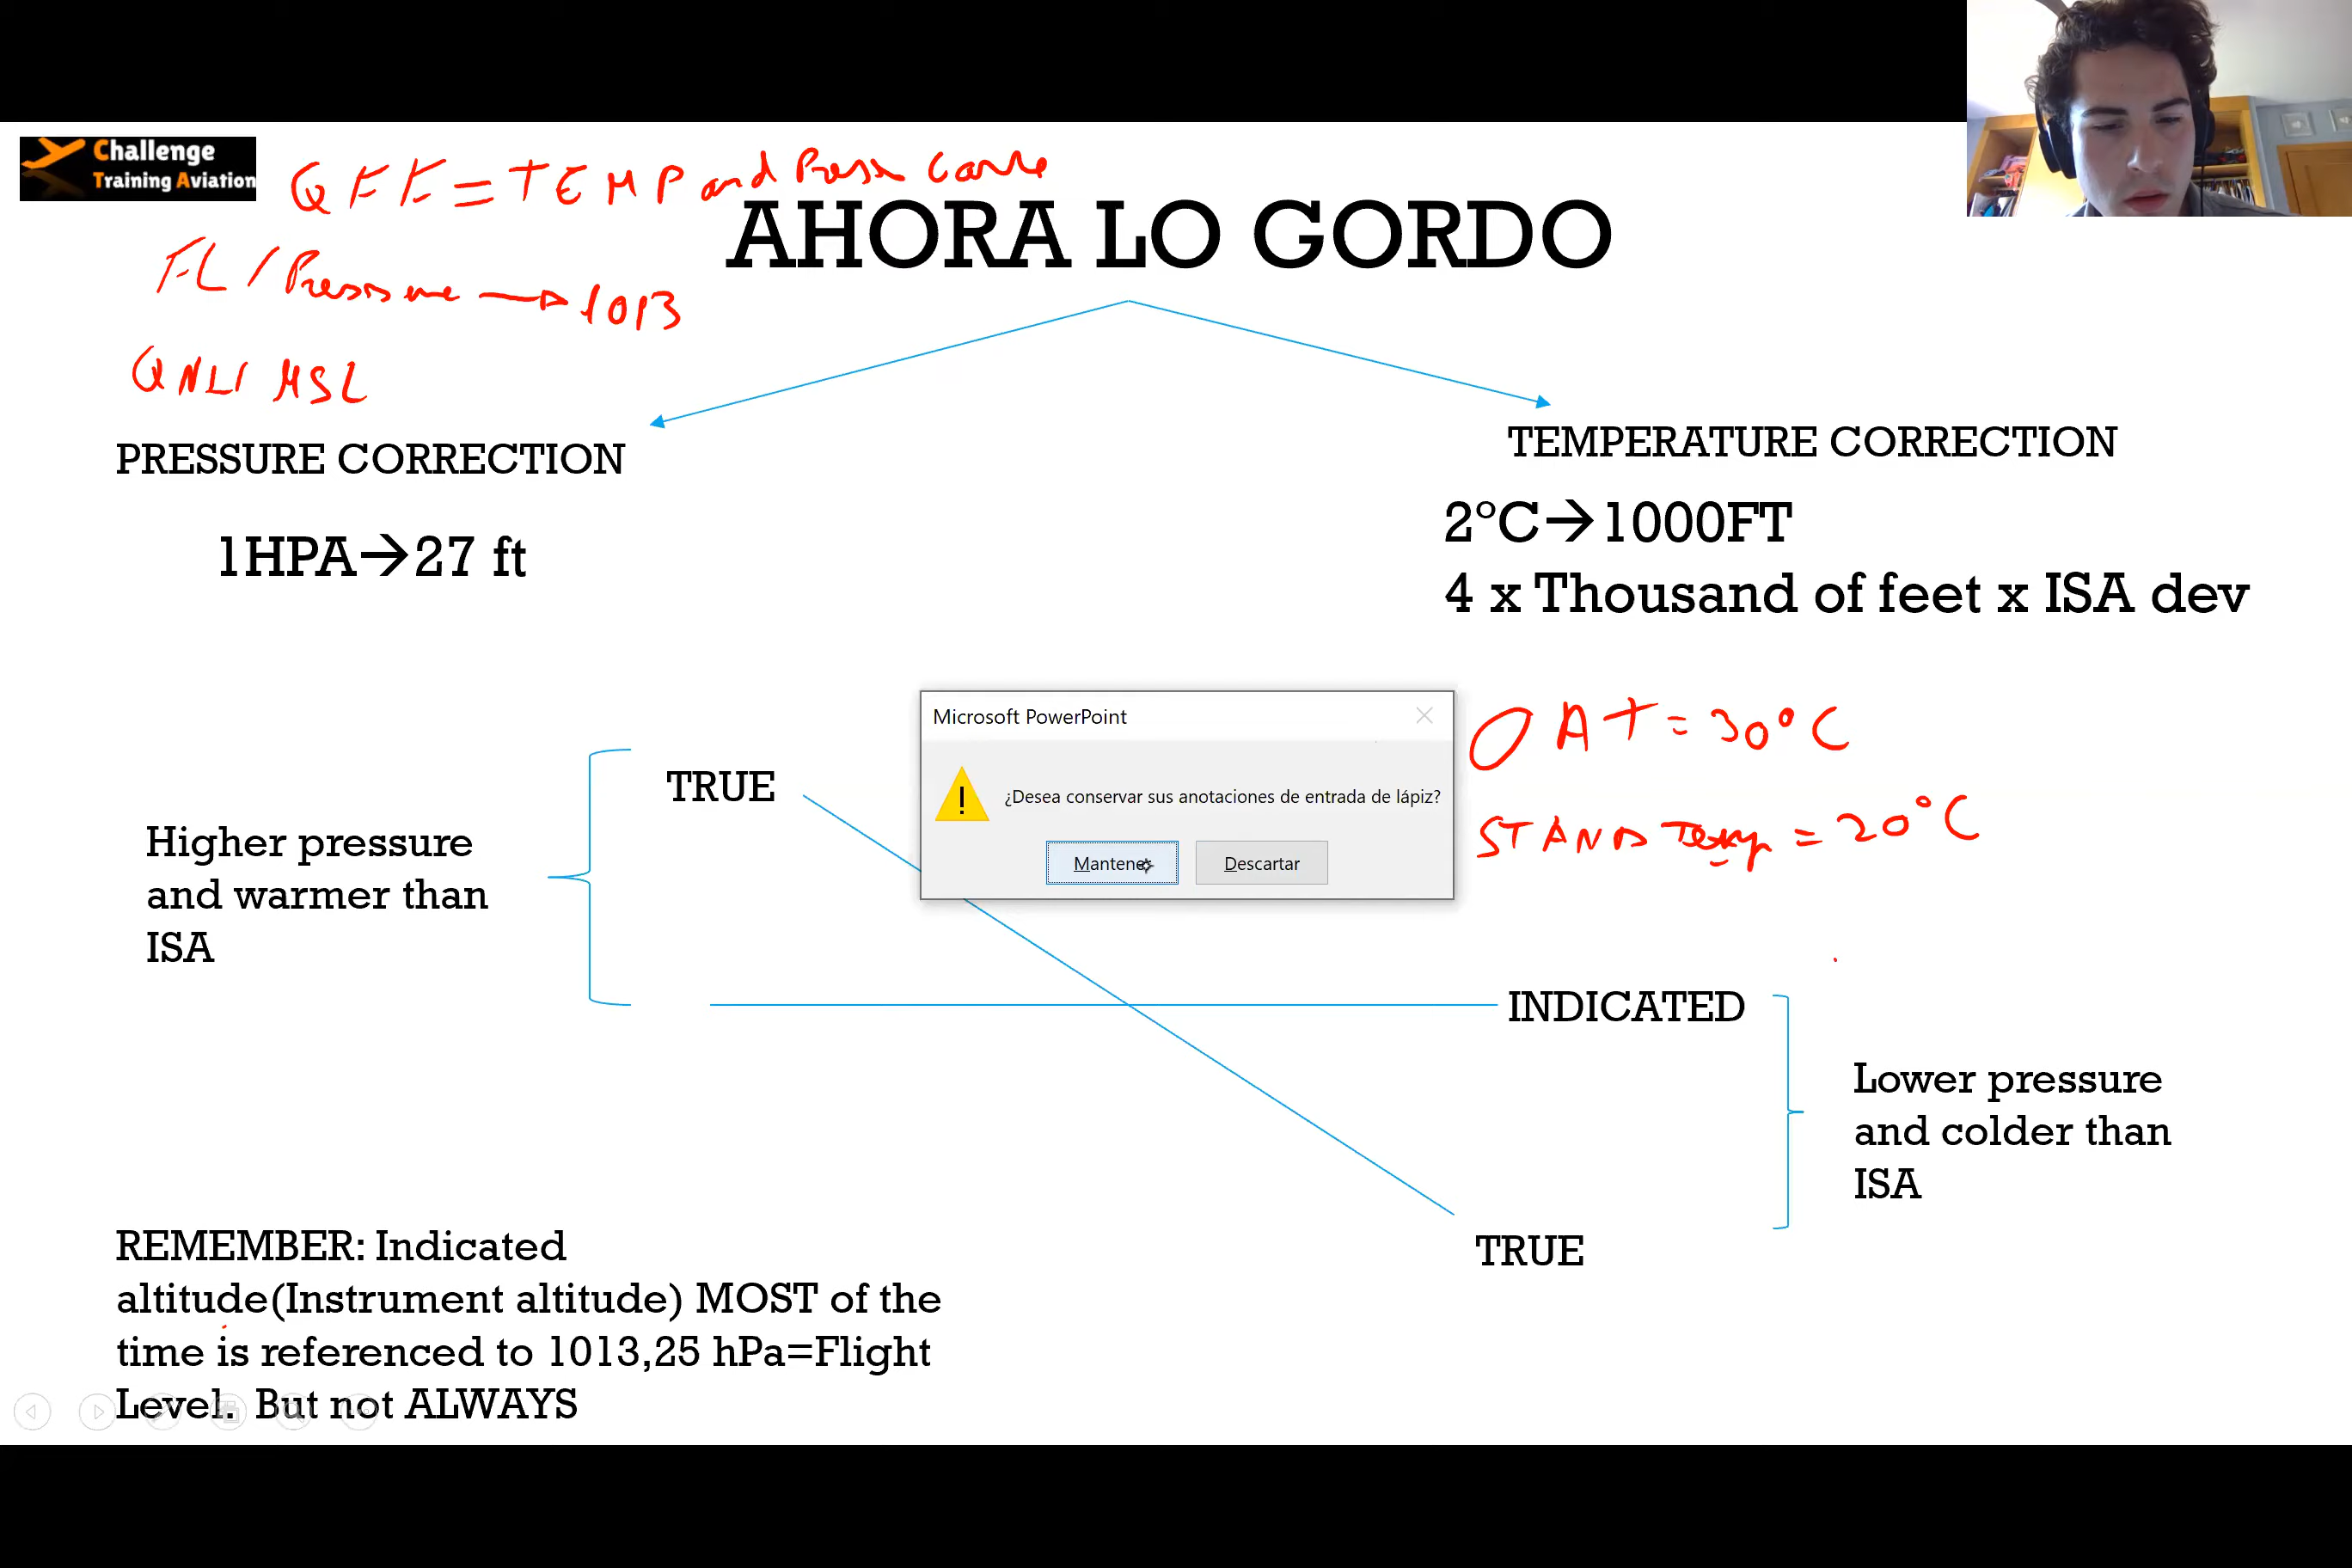 Challenge
Training Aviation
QFF = TEMP and Press
AHORA LO GORDO
FL / Pressure → 1013
QNH MSL
PRESSURE CORRECTION
TEMPERATURE CORRECTION
1HPA→27 ft
2°C→1000FT
4 x Thousand of feet x ISA dev
Microsoft PowerPoint
¿Desea conservar sus anotaciones de entrada de lápiz?
Mantener
Descartar
OAT = 30°C
STAND Temp = 20°C
TRUE
Higher pressure
and warmer than
ISA
INDICATED
Lower pressure
and colder than
ISA
TRUE
REMEMBER: Indicated
altitude(Instrument altitude) MOST of the
time is referenced to 1013,25 hPa=Flight
Level. But not ALWAYS